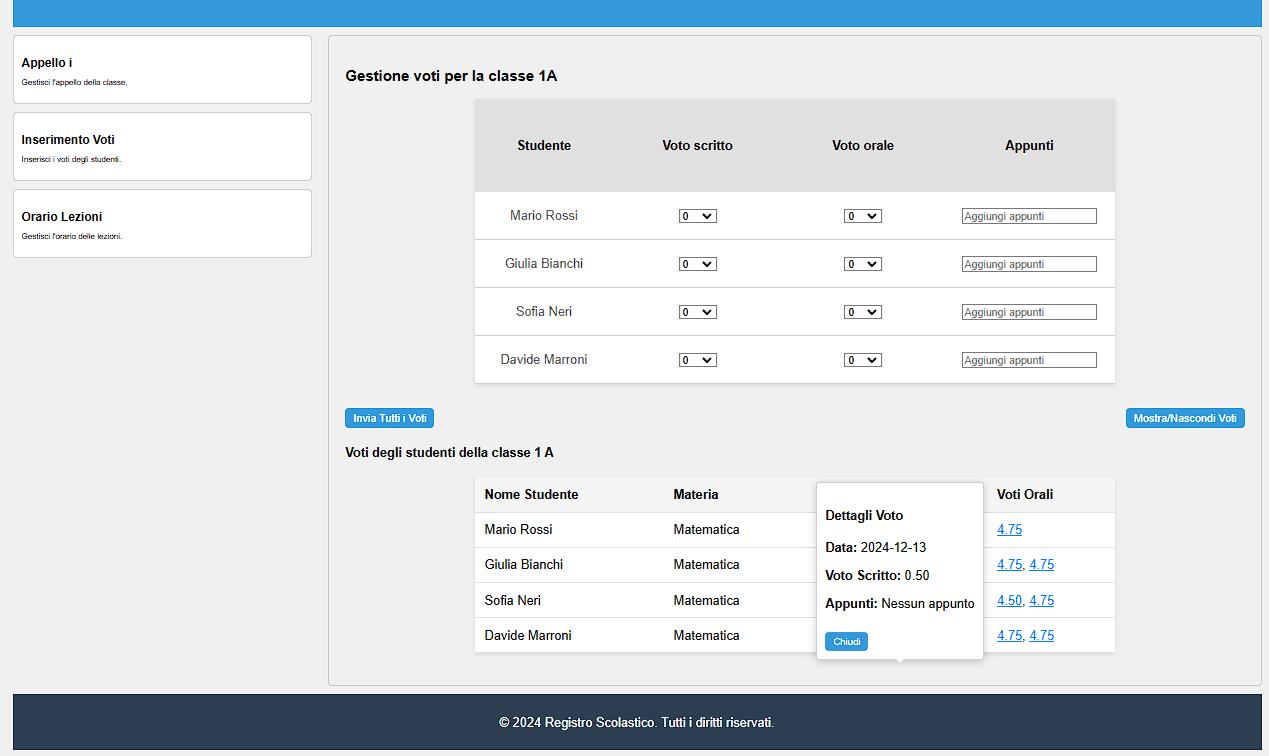 Appello i
Gestisci l'appello della classe.
Inserimento Voti
Inserisci i voti degli studenti.
Orario Lezioni
Gestisci l'orario delle lezioni.
Gestione voti per la classe 1A
Studente Voto scritto Voto orale Appunti
Mario Rossi 0 0 Aggiungi appunti
Giulia Bianchi 0 0 Aggiungi appunti
Sofia Neri 0 0 Aggiungi appunti
Davide Marroni 0 0 Aggiungi appunti
Invia Tutti i Voti Mostra/Nascondi Voti
Voti degli studenti della classe 1 A
Nome Studente Materia Voti Orali
Mario Rossi Matematica 4.75
Giulia Bianchi Matematica 4.75, 4.75
Sofia Neri Matematica 4.50, 4.75
Davide Marroni Matematica 4.75, 4.75
Dettagli Voto
Data: 2024-12-13
Voto Scritto: 0.50
Appunti: Nessun appunto
Chiudi
© 2024 Registro Scolastico. Tutti i diritti riservati.